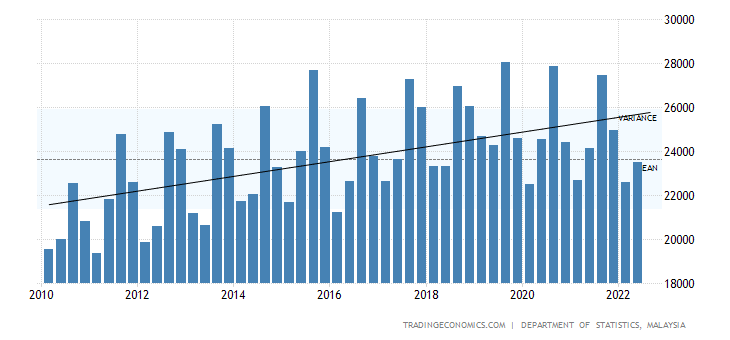 30000
28000
26000
VARIANCE
24000
EAN
22000
20000
18000
2010 2012 2014 2016 2018 2020 2022
TRADINGECONOMICS.COM | DEPARTMENT OF STATISTICS, MALAYSIA